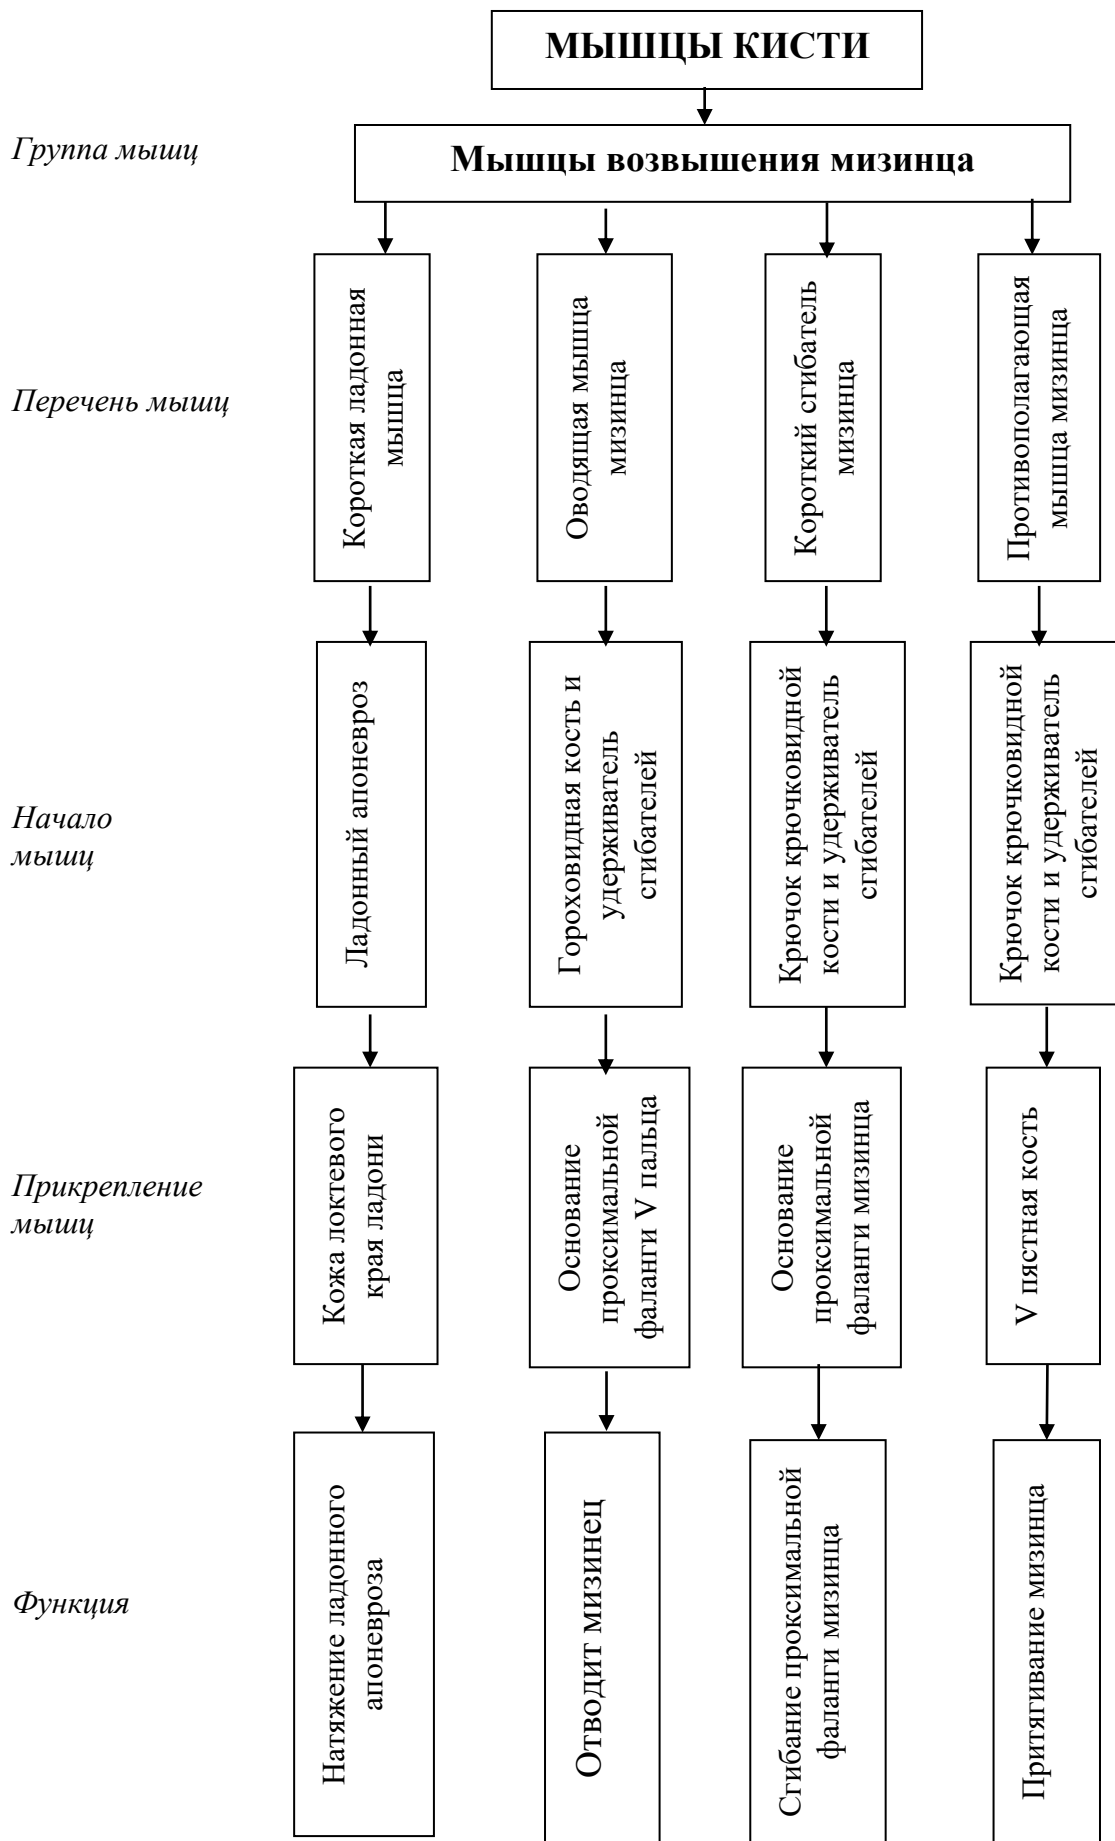 МЫШЦЫ КИСТИ
Группа мышц
Мышцы возвышения мизинца
Перечень мышц
Короткая ладонная
мышца
Оводящая мышца
мизинца
Короткий сгибатель
мизинца
Противополагающая
мышца мизинца
Начало
мышц
Ладонный апоневроз
Гороховидная кость и
удерживатель
сгибателей
Крючок крючковидной
кости и удерживатель
сгибателей
Крючок крючковидной
кости и удерживатель
сгибателей
Прикрепление
мышц
Кожа локтевого
края ладони
Основание
проксимальной
фаланги V пальца
Основание
проксимальной
фаланги мизинца
V пястная кость
Функция
Натяжение ладонного
апоневроза
Отводит мизинец
Сгибание проксимальной
фаланги мизинца
Притягивание мизинца